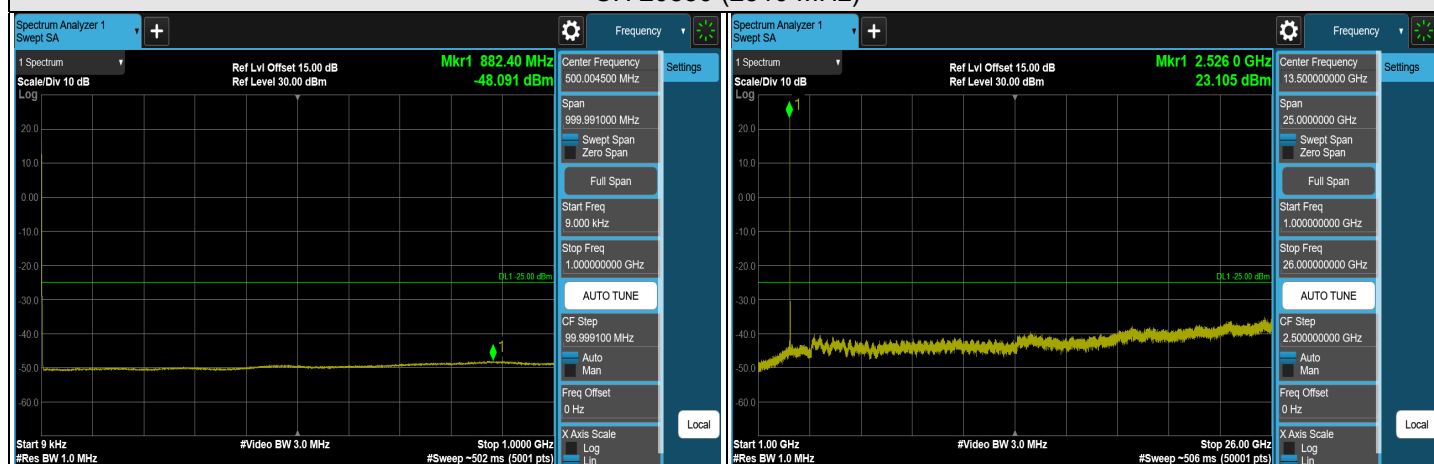 Spectrum Analyzer 1
Swept SA
+
Frequency
1 Spectrum
Scale/Div 10 dB
Log
Ref Lvl Offset 15.00 dB
Ref Level 30.00 dBm
Mkr1 882.40 MHz
-48.091 dBm
1
20.0
10.0
0.00
-10.0
-20.0
-30.0
-40.0
-50.0
-60.0
DL1 -25.00 dBm
Start 9 kHz
#Res BW 1.0 MHz
#Video BW 3.0 MHz
Stop 1.0000 GHz
#Sweep ~502 ms (5001 pts)
Center Frequency
500.004500 MHz
Span
999.991000 MHz
Swept Span
Zero Span
Full Span
Start Freq
9.000 kHz
Stop Freq
1.000000000 GHz
AUTO TUNE
CF Step
99.999100 MHz
Auto
Man
Freq Offset
0 Hz
X Axis Scale
Log
Lin
Settings
Local
Spectrum Analyzer 1
Swept SA
+
Frequency
1 Spectrum
Scale/Div 10 dB
Log
Ref Lvl Offset 15.00 dB
Ref Level 30.00 dBm
Mkr1 2.526 0 GHz
23.105 dBm
1
20.0
10.0
0.00
-10.0
-20.0
-30.0
-40.0
-50.0
-60.0
DL1 -25.00 dBm
Start 1.00 GHz
#Res BW 1.0 MHz
#Video BW 3.0 MHz
Stop 26.00 GHz
#Sweep ~506 ms (50001 pts)
Center Frequency
13.500000000 GHz
Span
25.0000000 GHz
Swept Span
Zero Span
Full Span
Start Freq
1.000000000 GHz
Stop Freq
26.000000000 GHz
AUTO TUNE
CF Step
2.500000000 GHz
Auto
Man
Freq Offset
0 Hz
X Axis Scale
Log
Lin
Settings
Local